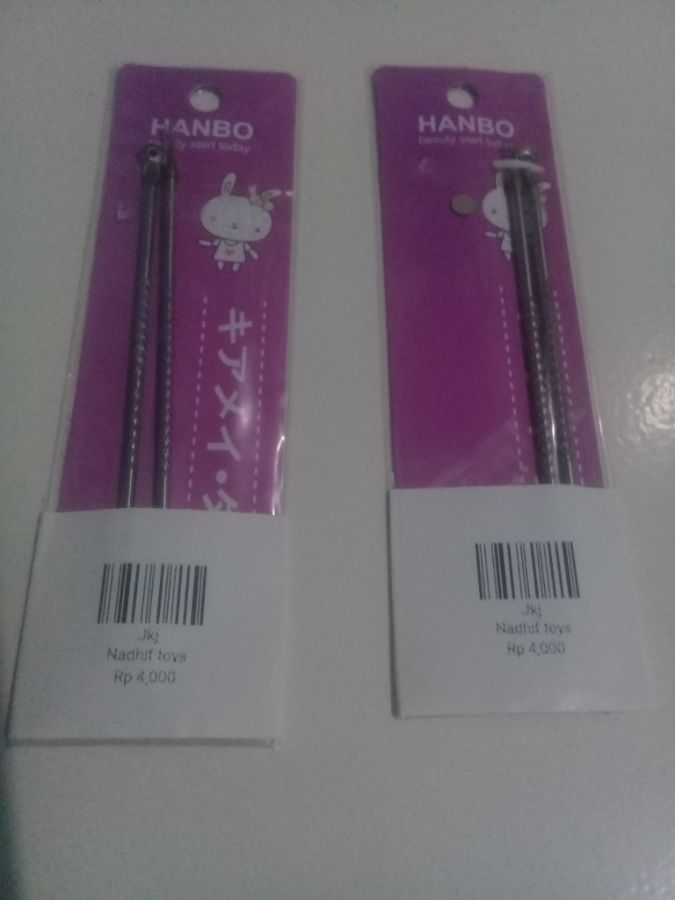 HANBO
beauty start today
キアメイ・
Jkj
Nadhif toys
Rp 4,000
HANBO
beauty start today
Jkj
Nadhif toys
Rp 4,000